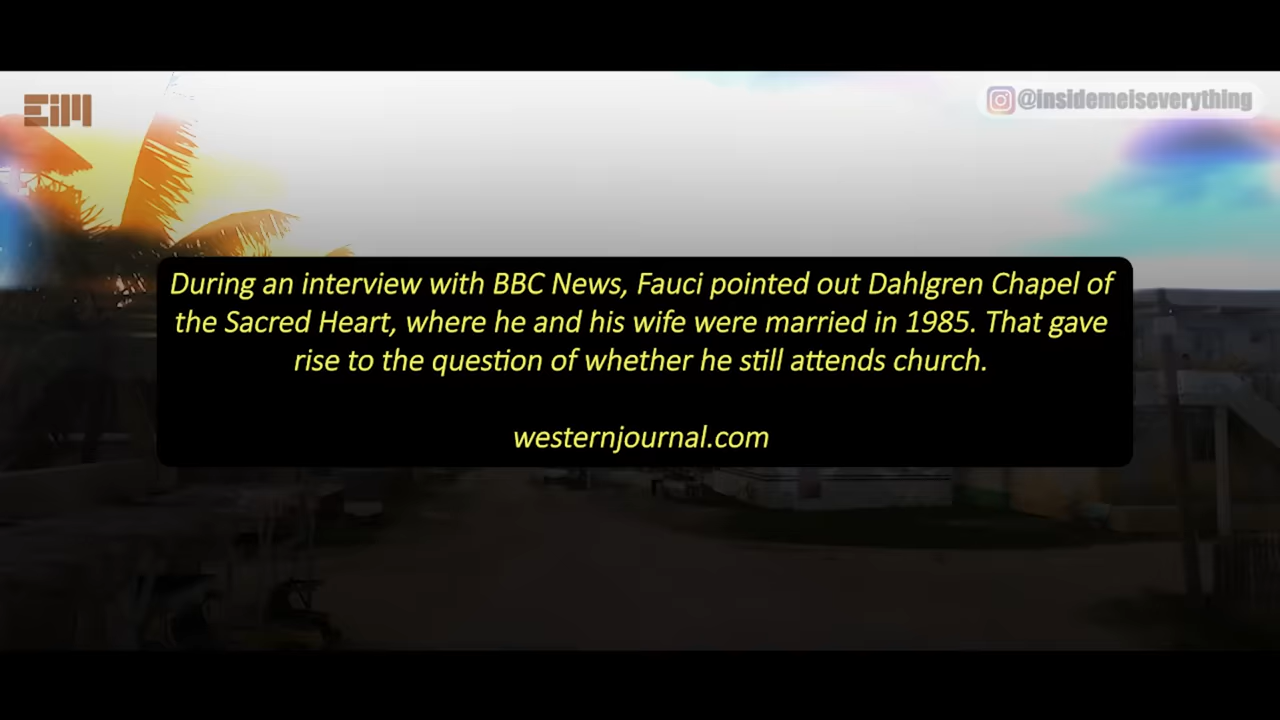 EiM
@insidemeiseverything
During an interview with BBC News, Fauci pointed out Dahlgren Chapel of
the Sacred Heart, where he and his wife were married in 1985. That gave
rise to the question of whether he still attends church.
westernjournal.com